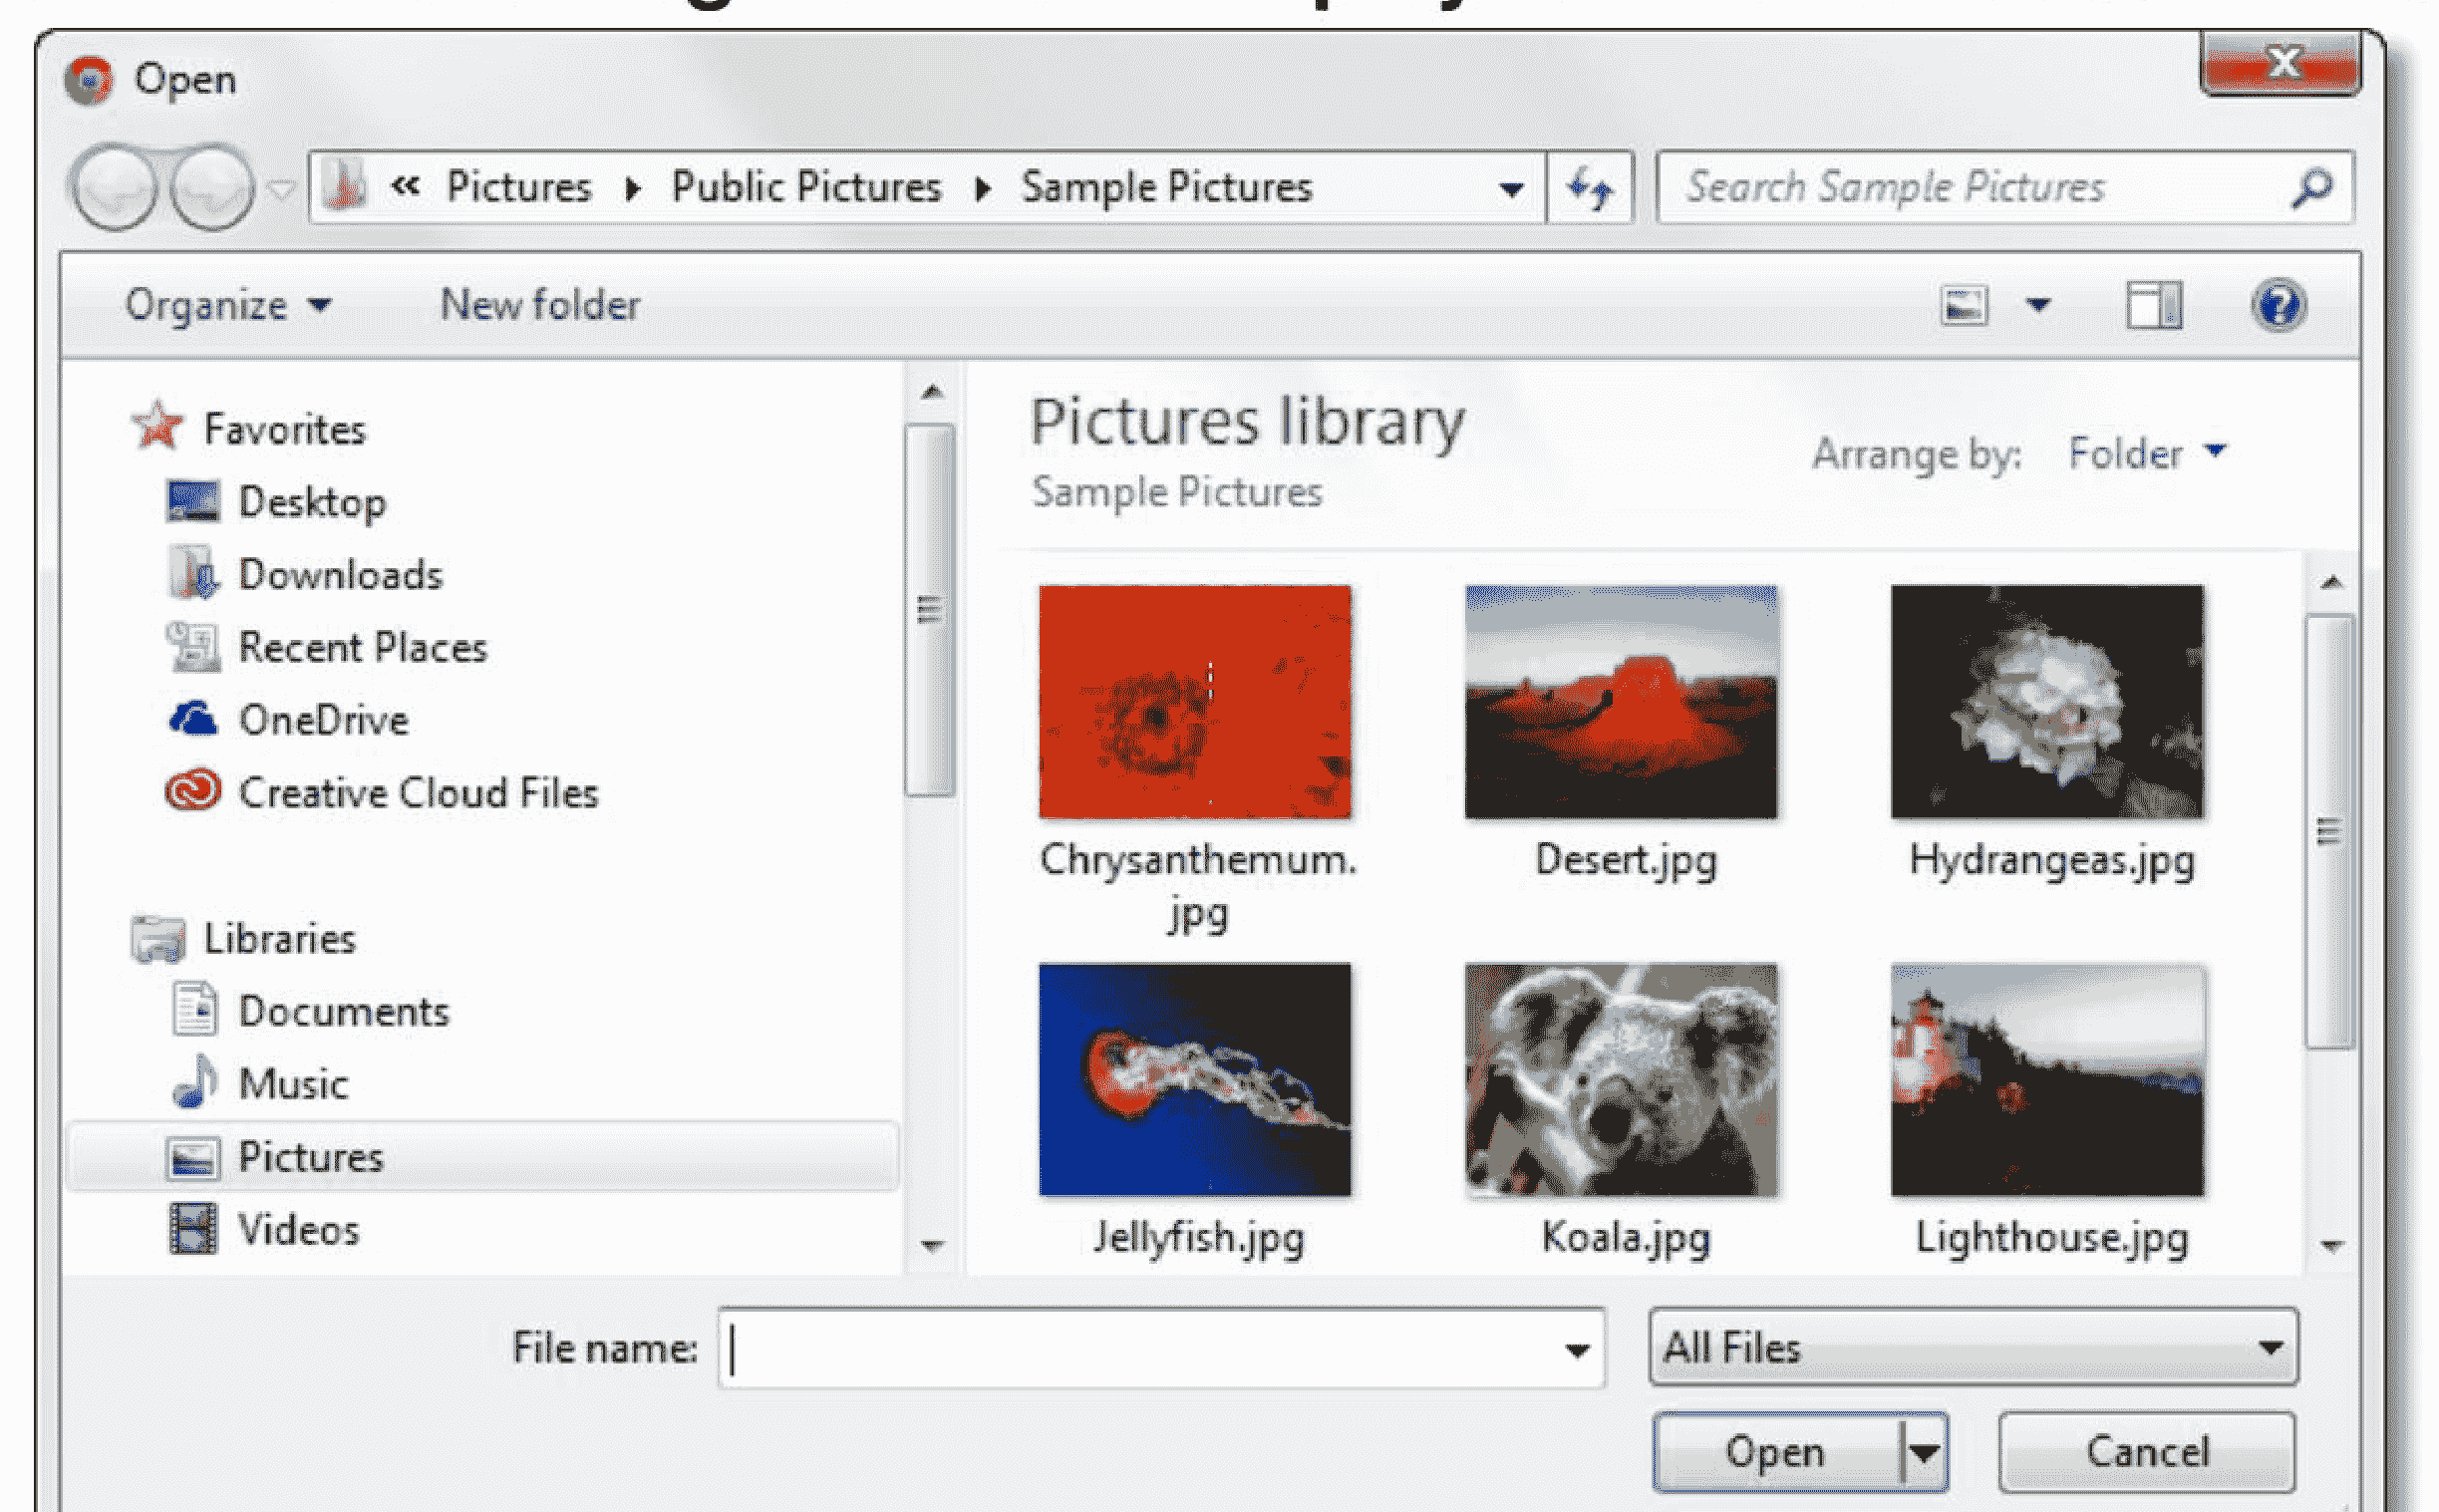 Open
« Pictures ▸ Public Pictures ▸ Sample Pictures
Search Sample Pictures
Organize New folder
Favorites
Desktop
Downloads
Recent Places
OneDrive
Creative Cloud Files
Libraries
Documents
Music
Pictures
Videos
Pictures library
Sample Pictures
Arrange by: Folder
Chrysanthemum.
jpg
Desert.jpg
Hydrangeas.jpg
Jellyfish.jpg
Koala.jpg
Lighthouse.jpg
File name:
All Files
Open
Cancel